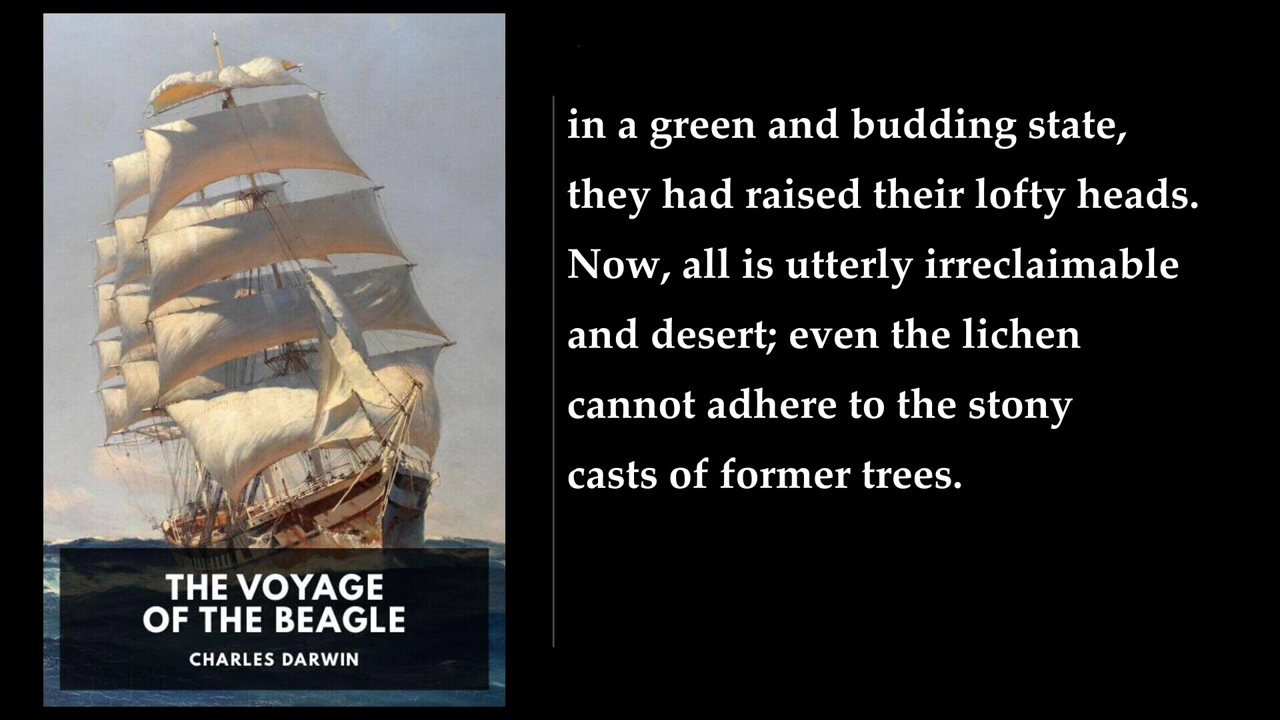 in a green and budding state,
they had raised their lofty heads.
Now, all is utterly irreclaimable
and desert; even the lichen
cannot adhere to the stony
casts of former trees.
THE VOYAGE
OF THE BEAGLE
CHARLES DARWIN